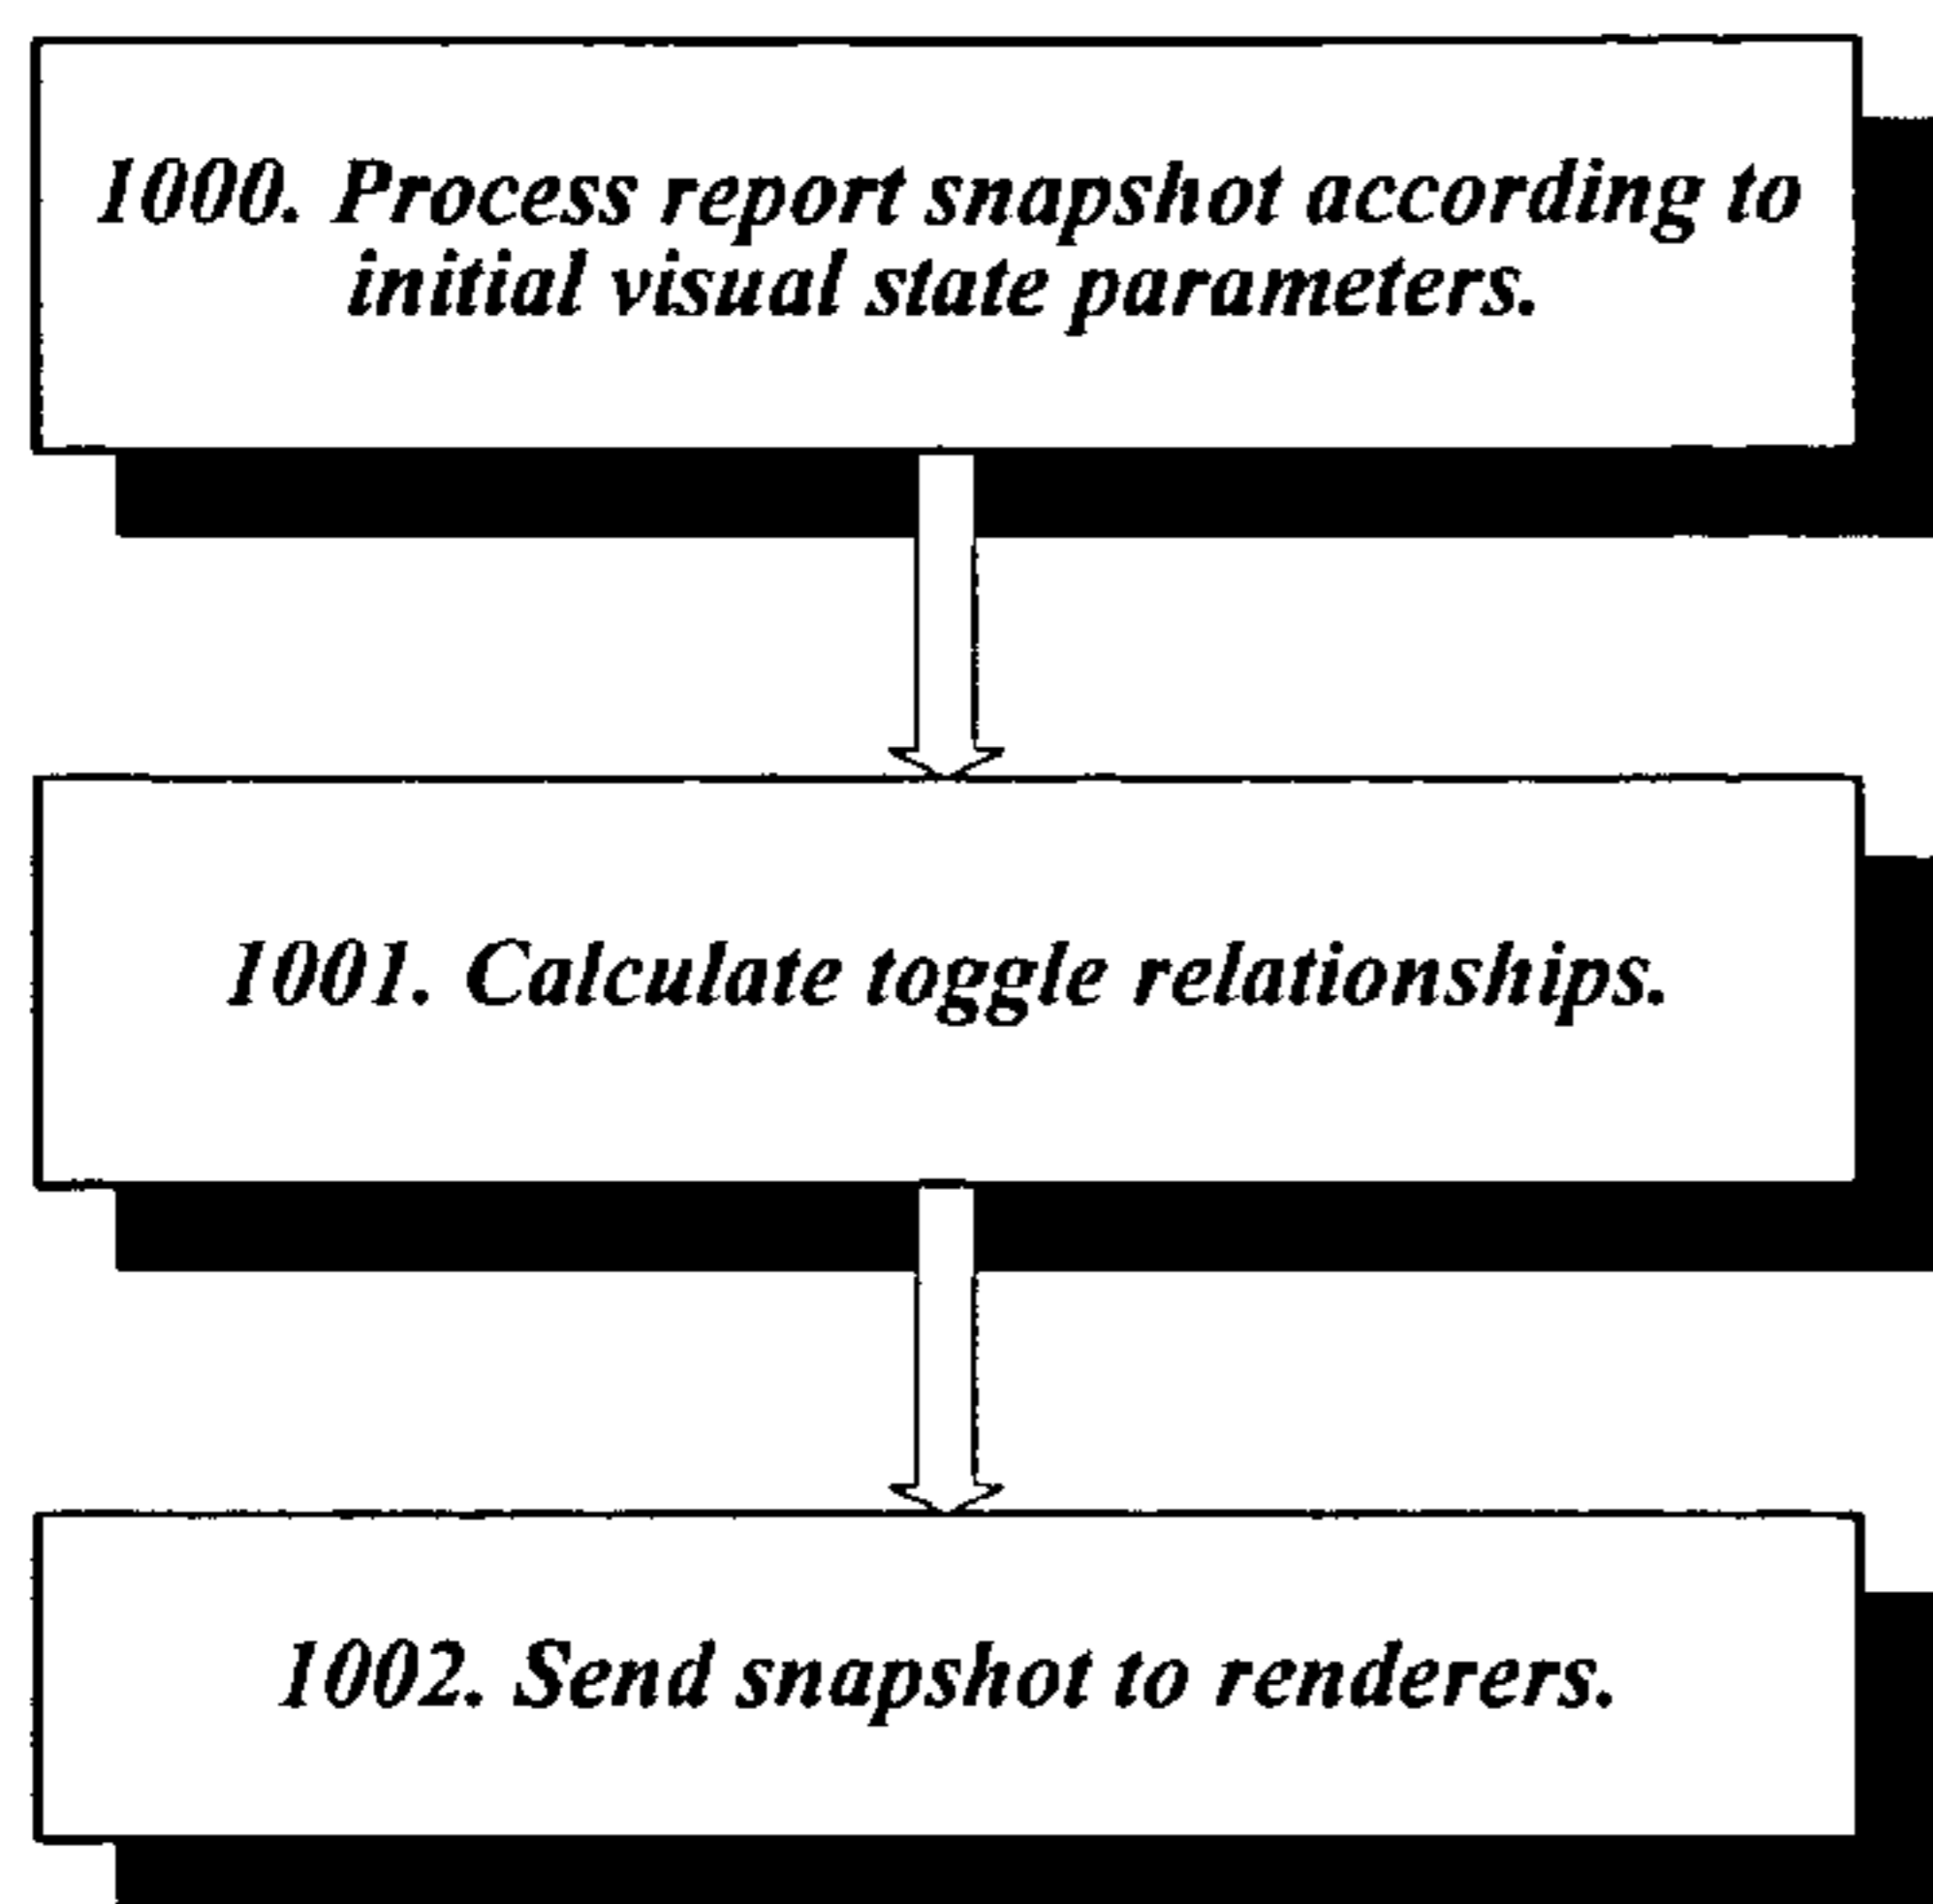 1000. Process report snapshot according to
initial visual state parameters.
1001. Calculate toggle relationships.
1002. Send snapshot to renderers.